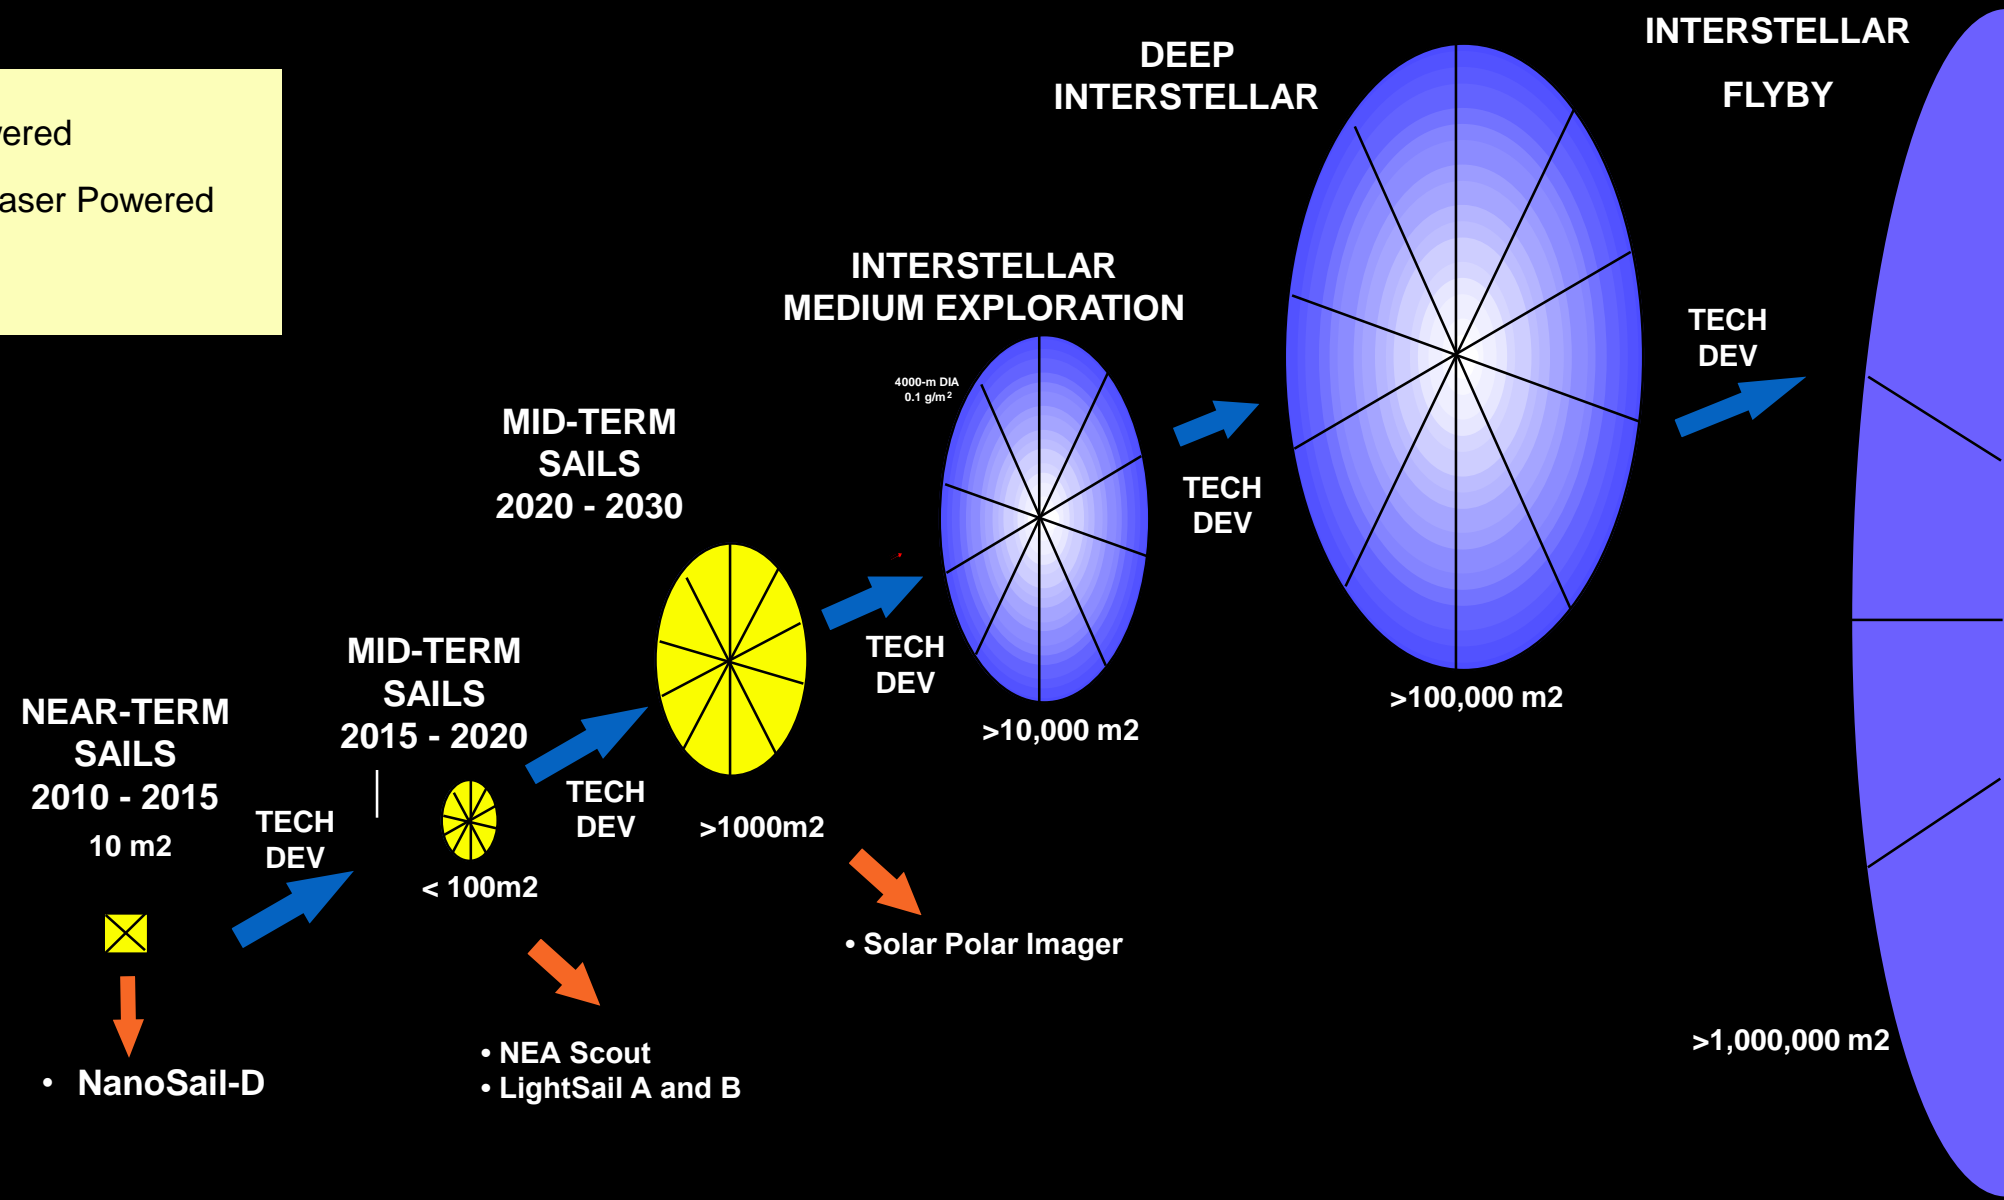 INTERSTELLAR
FLYBY
DEEP
INTERSTELLAR
wered
aser Powered
INTERSTELLAR
MEDIUM EXPLORATION
4000-m DIA
0.1 g/m2
TECH
DEV
MID-TERM
SAILS
2020 - 2030
TECH
DEV
MID-TERM
SAILS
2015 - 2020
TECH
DEV
>10,000 m2
>100,000 m2
NEAR-TERM
SAILS
2010 - 2015
10 m2
TECH
DEV
TECH
DEV
>1000m2
< 100m2
• Solar Polar Imager
• NEA Scout
• LightSail A and B
>1,000,000 m2
• NanoSail-D